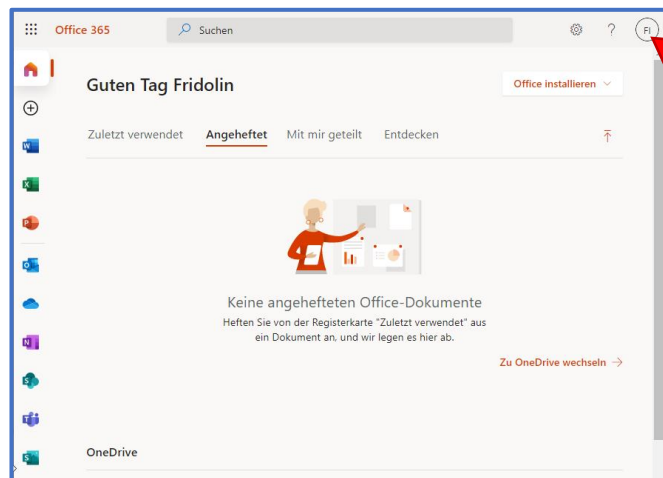 Office 365
Suchen
?
FI
Guten Tag Fridolin
Office installieren
Zuletzt verwendet Angeheftet Mit mir geteilt Entdecken
W
X
P
O
N
S
T
S
Keine angehefteten Office-Dokumente
Heften Sie von der Registerkarte "Zuletzt verwendet" aus
ein Dokument an, und wir legen es hier ab.
Zu OneDrive wechseln →
OneDrive